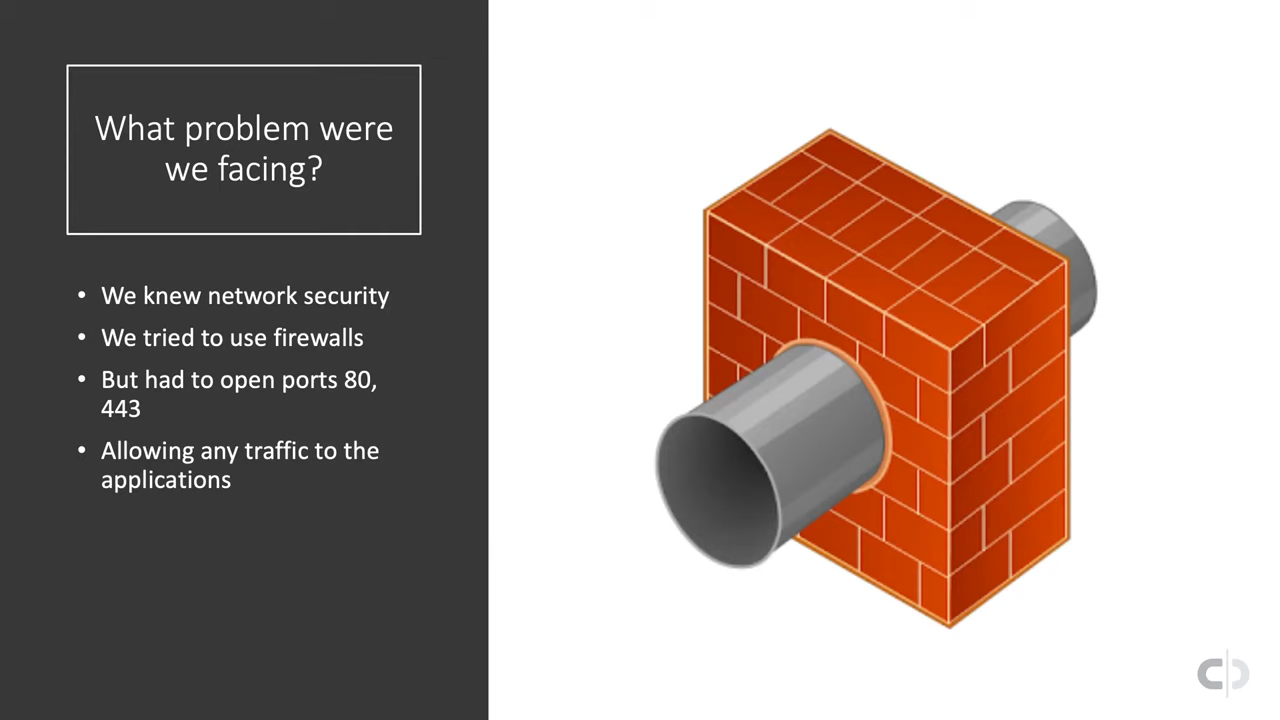 What problem were
we facing?
• We knew network security
• We tried to use firewalls
• But had to open ports 80,
443
• Allowing any traffic to the
applications